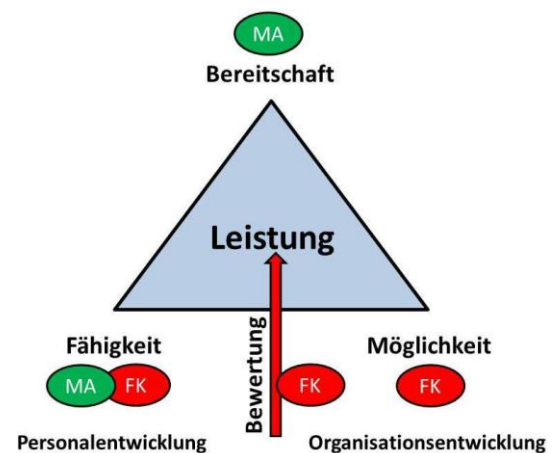 MA
Bereitschaft
Leistung
Fähigkeit
MA FK
Bewertung
FK
Möglichkeit
FK
Personalentwicklung
Organisationsentwicklung